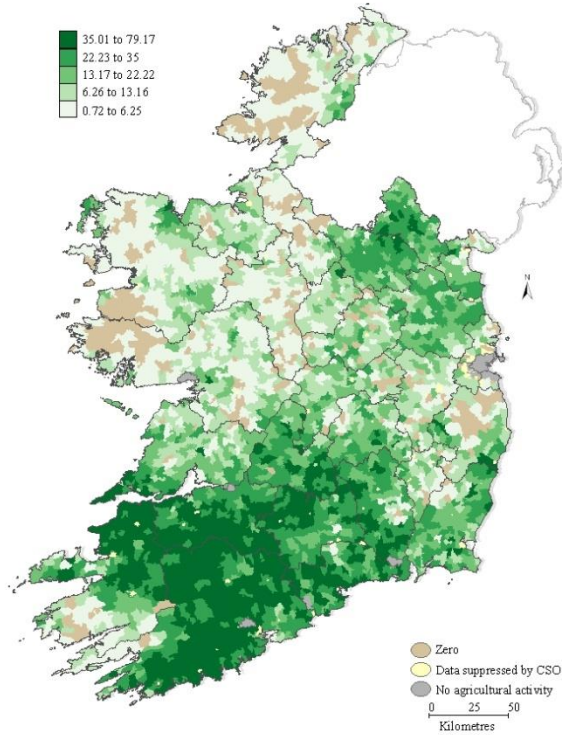 35.01 to 79.17
22.23 to 35
13.17 to 22.22
6.26 to 13.16
0.72 to 6.25
N
Zero
Data suppressed by CSO
No agricultural activity
0 25 50
Kilometres